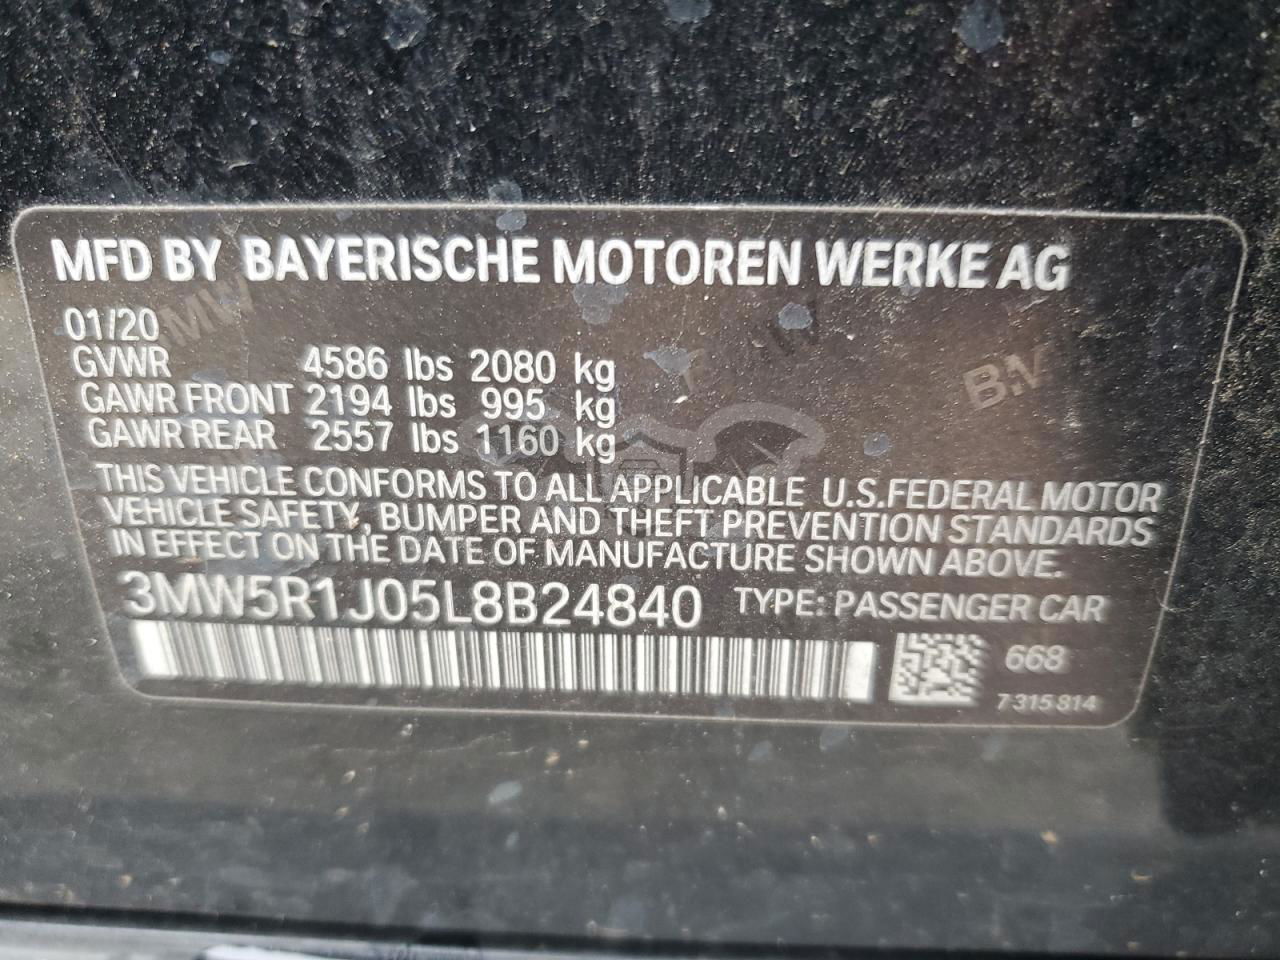 MFD BY BAYERISCHE MOTOREN WERKE AG
01/20
GVWR 4586 lbs 2080 kg
GAWR FRONT 2194 lbs 995 kg
GAWR REAR 2557 lbs 1160 kg
THIS VEHICLE CONFORMS TO ALL APPLICABLE U.S.FEDERAL MOTOR
VEHICLE SAFETY, BUMPER AND THEFT PREVENTION STANDARDS
IN EFFECT ON THE DATE OF MANUFACTURE SHOWN ABOVE.
3MW5R1J05L8B24840 TYPE: PASSENGER CAR
668
7 315 814